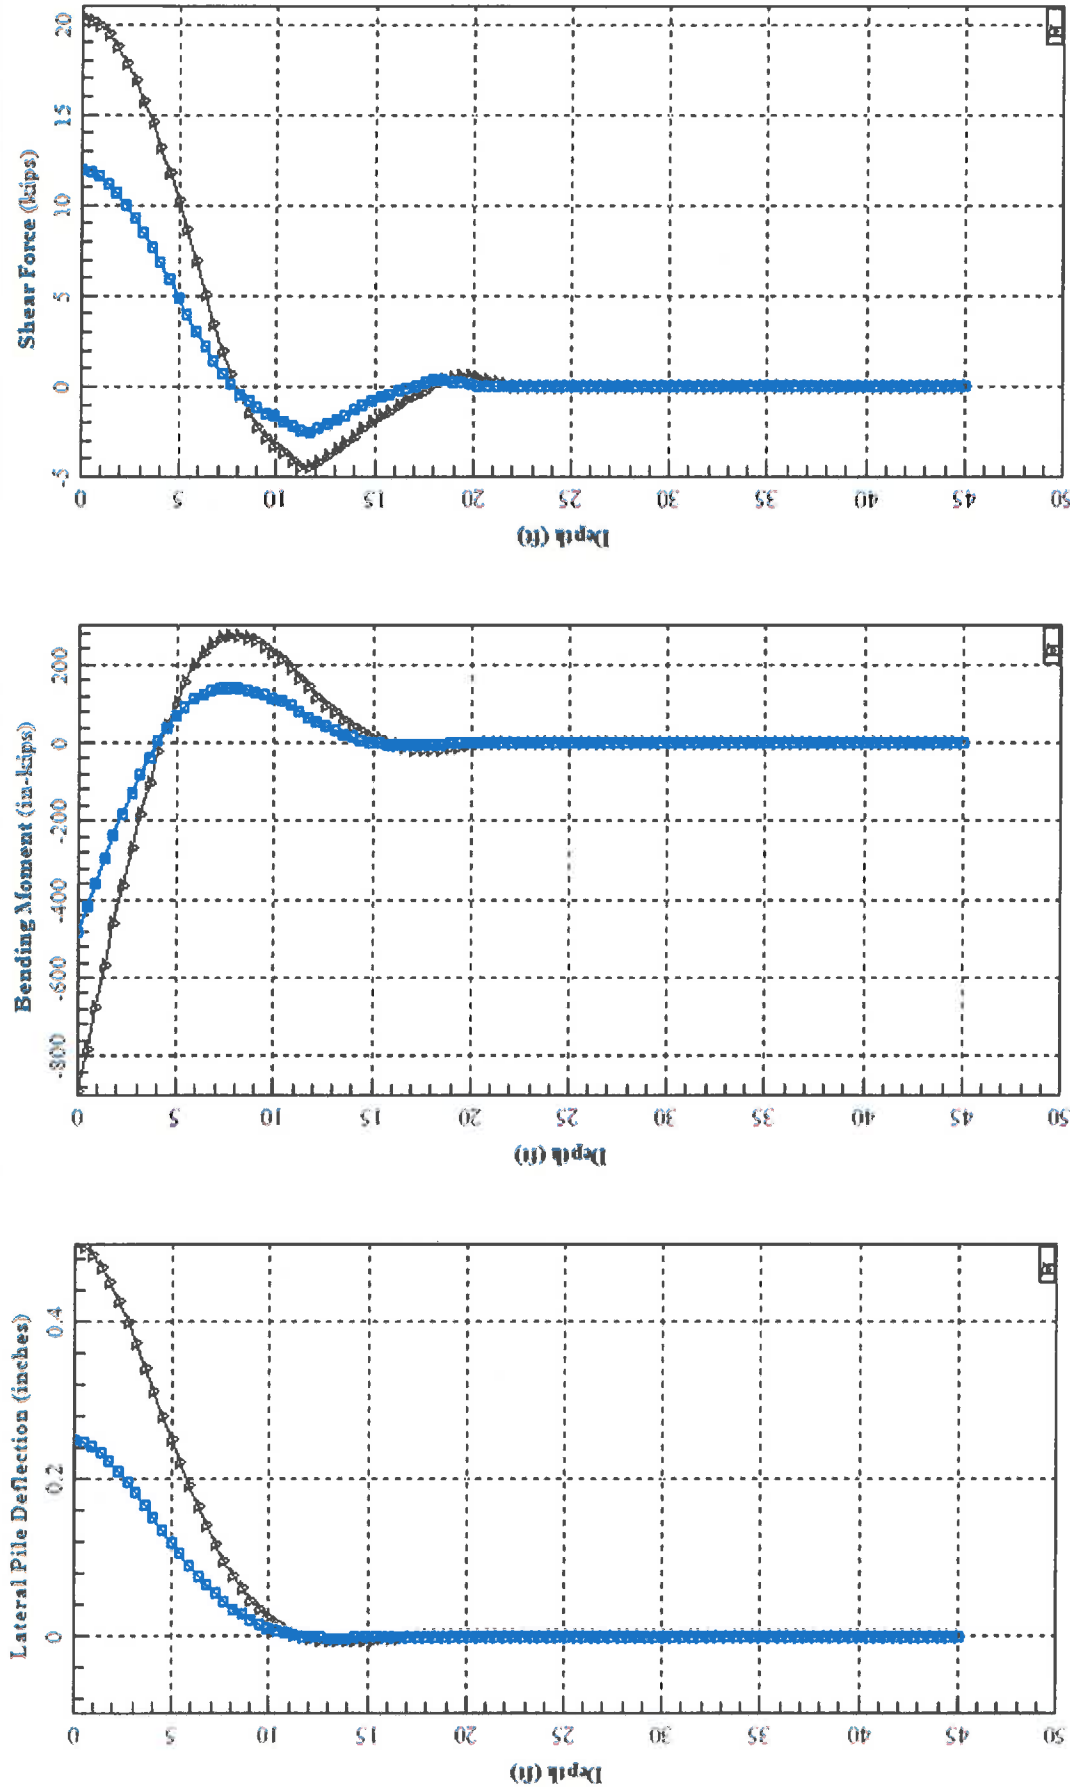 Shear Force (kips)
-5 0 5 10 15 20
0 5 10 15 20 25 30 35 40 45 50
Depth (ft)
Bending Moment (in-kips)
-800 -600 -400 -200 0 200
0 5 10 15 20 25 30 35 40 45 50
Depth (ft)
Lateral Pile Deflection (inches)
0 0.2 0.4
0 5 10 15 20 25 30 35 40 45 50
Depth (ft)